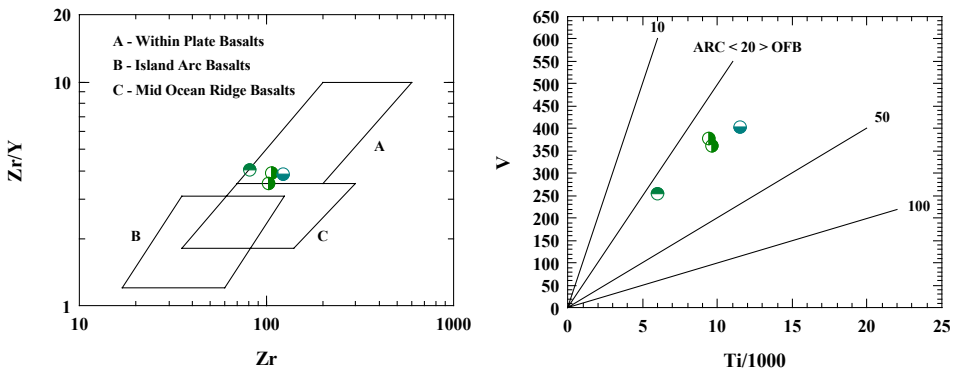 20
A - Within Plate Basalts
B - Island Arc Basalts
C - Mid Ocean Ridge Basalts
10
A
Zr/Y
B
C
1
10
100
1000
Zr
650
600
550
500
450
400
350
300
250
200
150
100
50
0
V
10
ARC < 20 > OFB
50
100
0
5
10
15
20
25
Ti/1000